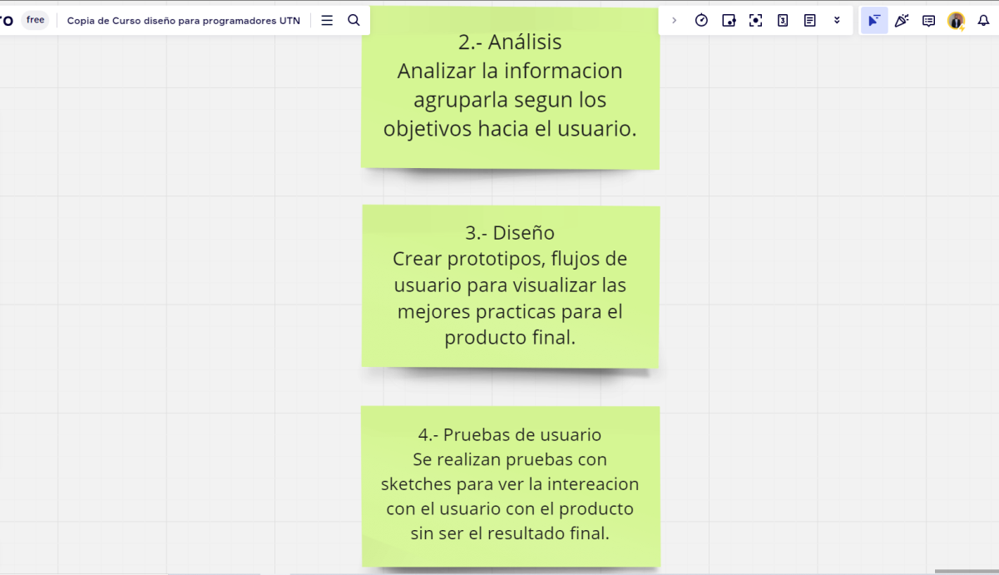 ro free Copia de Curso diseño para programadores UTN
3
2.- Análisis
Analizar la informacion
agruparla segun los
objetivos hacia el usuario.
3.- Diseño
Crear prototipos, flujos de
usuario para visualizar las
mejores practicas para el
producto final.
4.- Pruebas de usuario
Se realizan pruebas con
sketches para ver la intereacion
con el usuario con el producto
sin ser el resultado final.